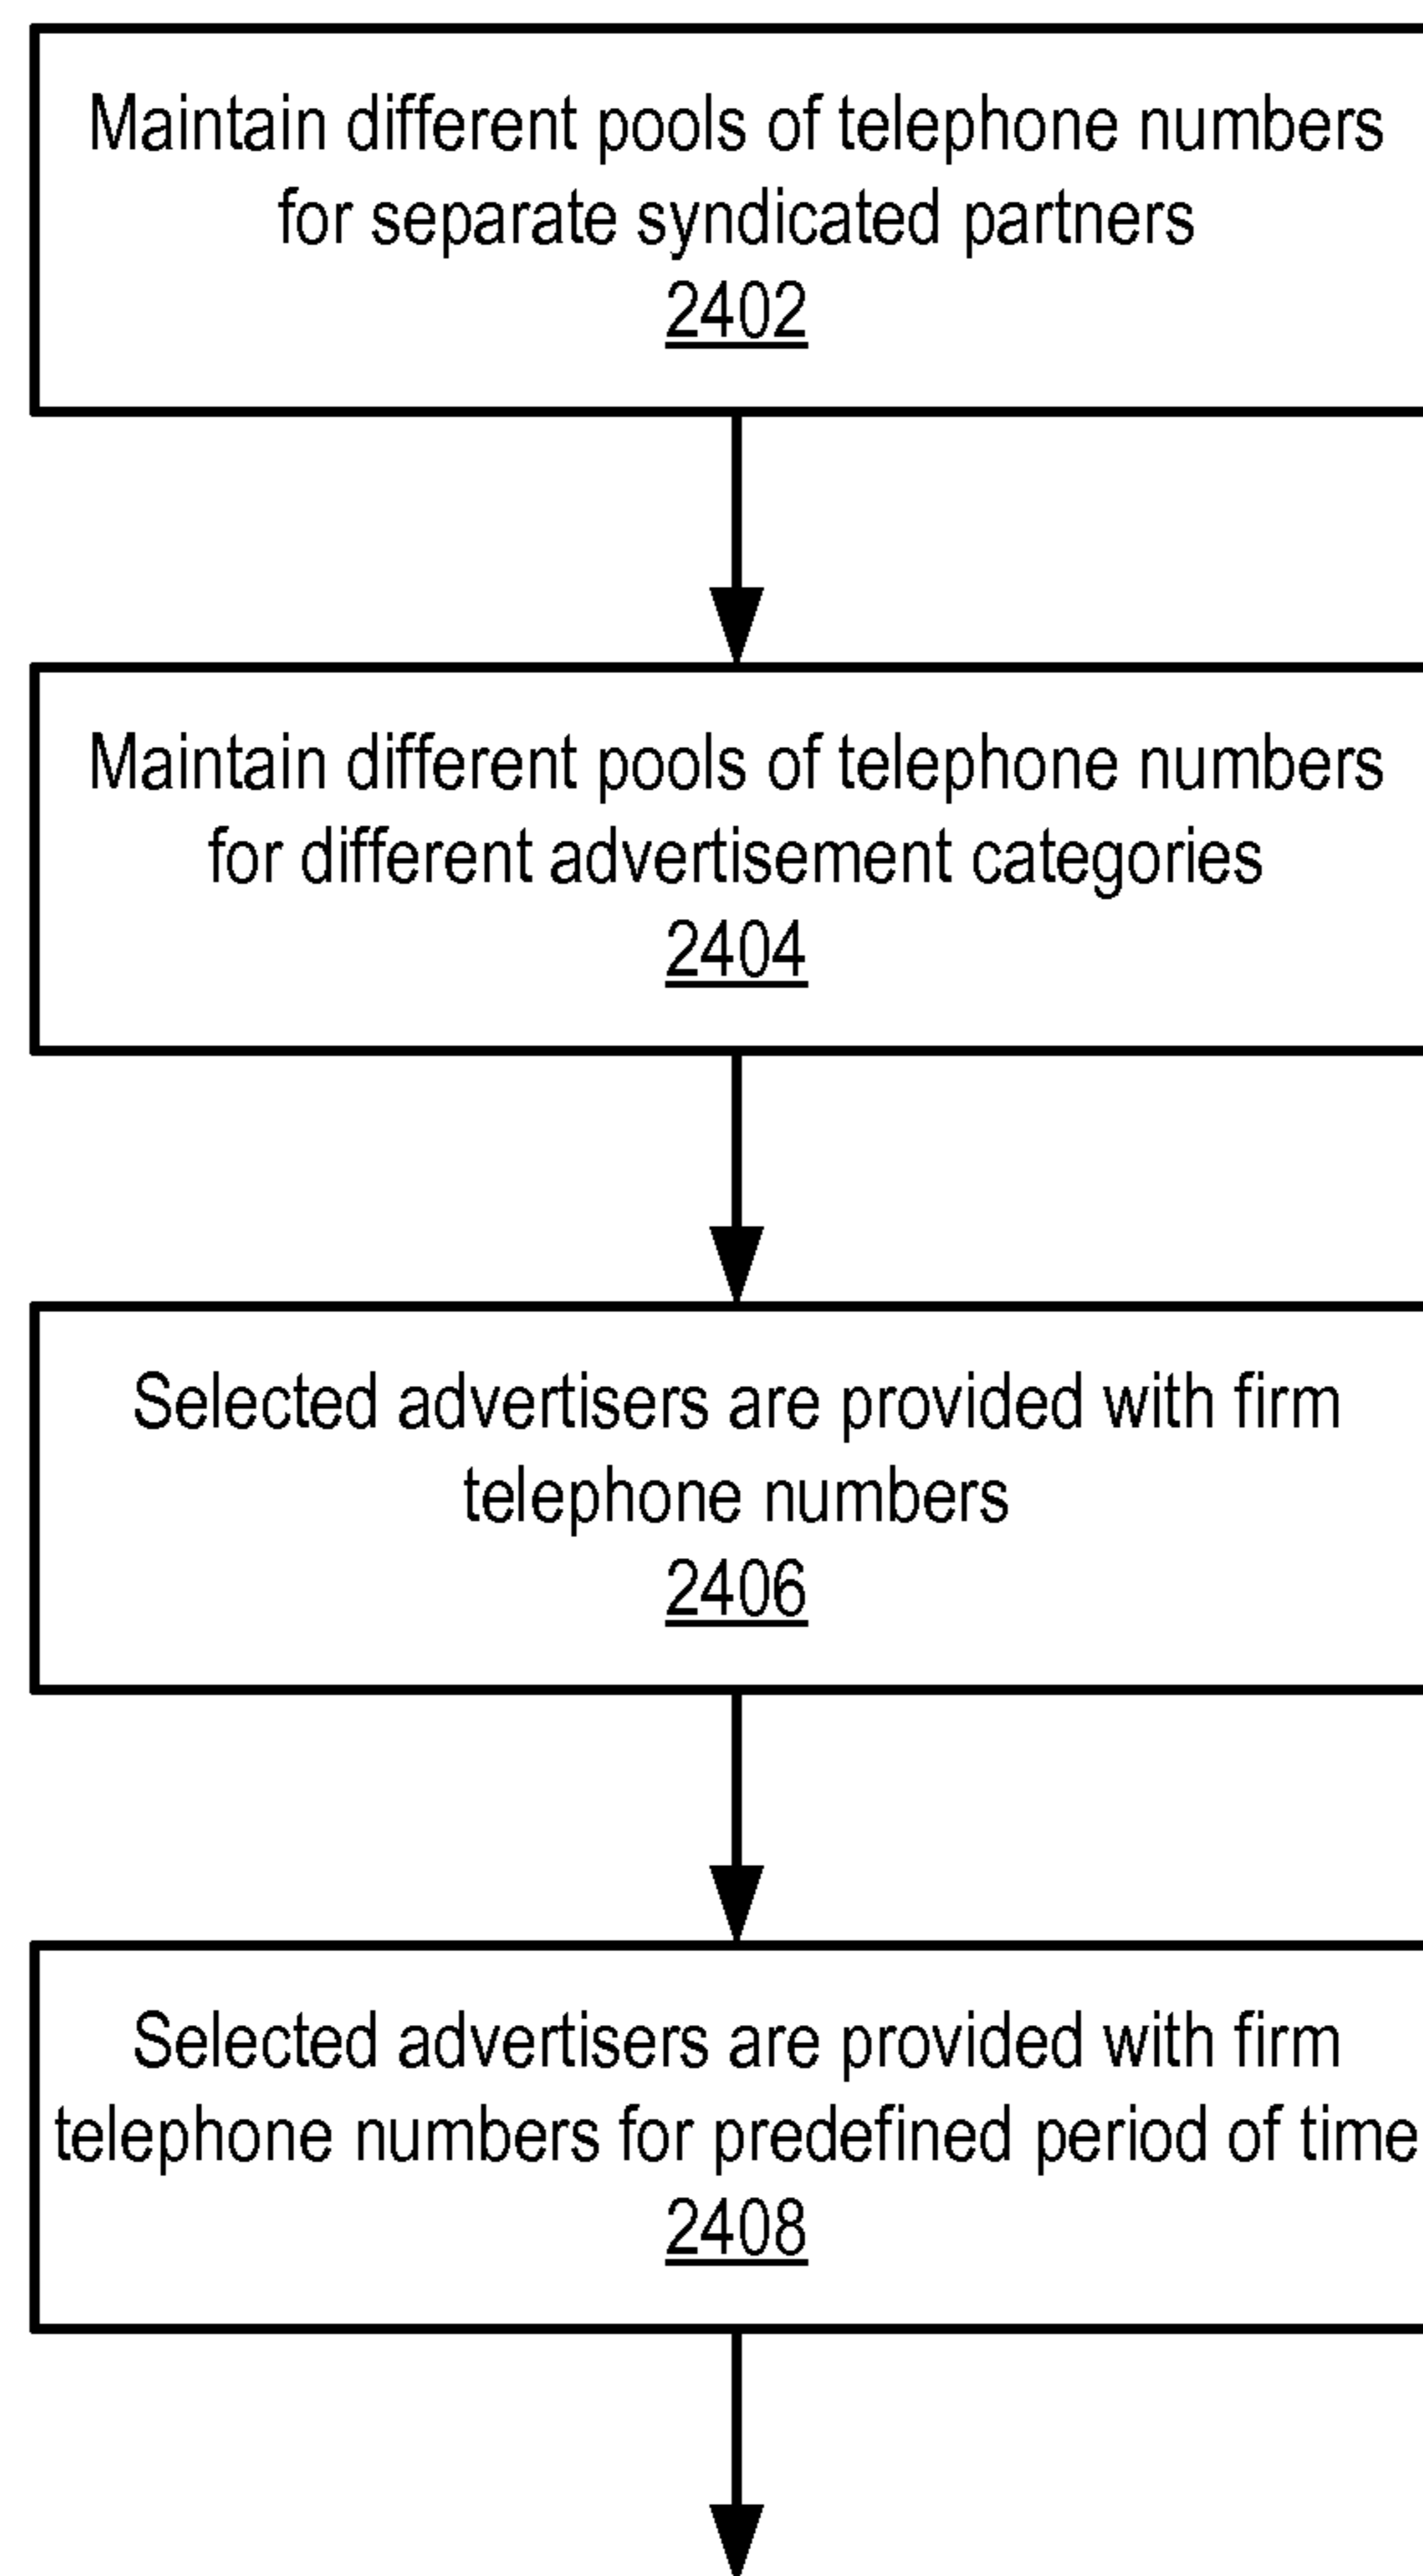 Maintain different pools of telephone numbers
for separate syndicated partners
2402
Maintain different pools of telephone numbers
for different advertisement categories
2404
Selected advertisers are provided with firm
telephone numbers
2406
Selected advertisers are provided with firm
telephone numbers for predefined period of time
2408